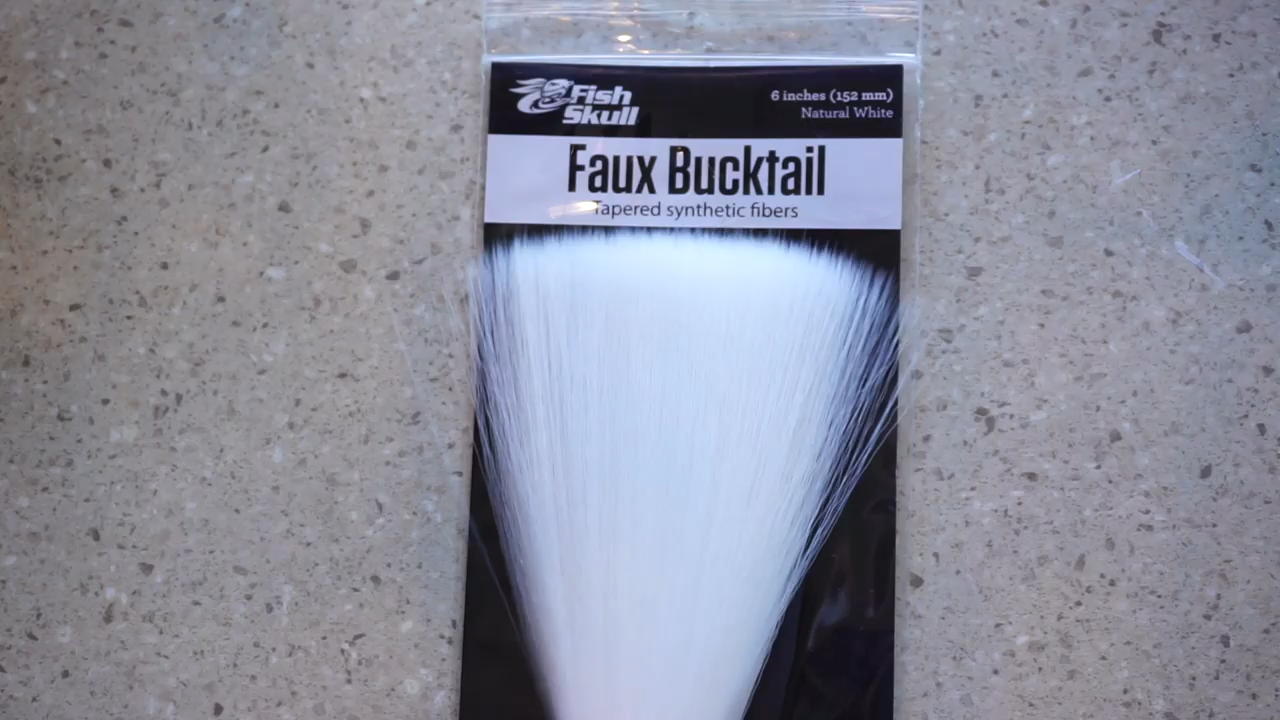 Fish
Skull
6 inches (152 mm)
Natural White
Faux Bucktail
Tapered synthetic fibers